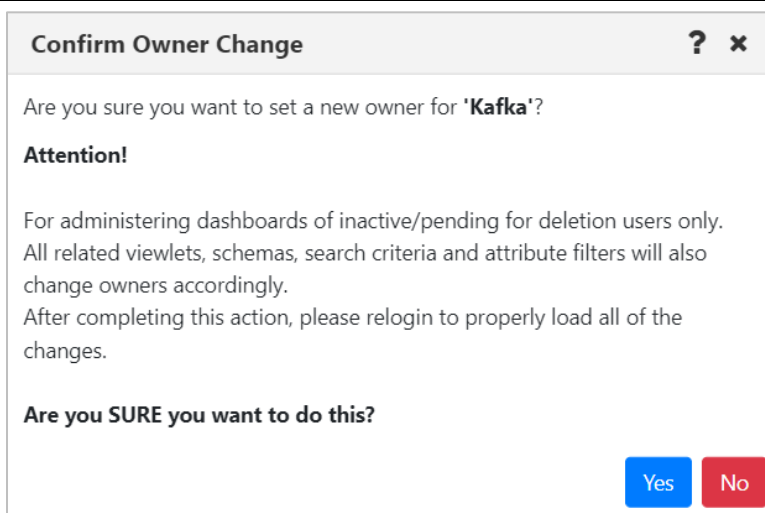 Confirm Owner Change ? ×
Are you sure you want to set a new owner for 'Kafka'?
Attention!
For administering dashboards of inactive/pending for deletion users only.
All related viewlets, schemas, search criteria and attribute filters will also
change owners accordingly.
After completing this action, please relogin to properly load all of the
changes.
Are you SURE you want to do this?
Yes No